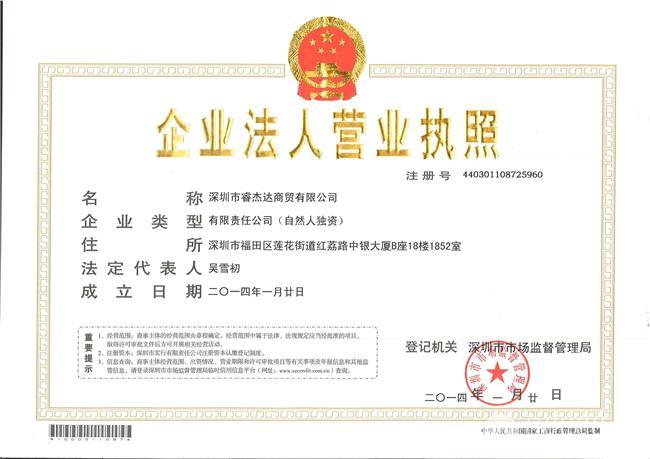 企业法人营业执照
注册号 440301108725960
名称 深圳市睿杰达商贸有限公司
企业类型 有限责任公司（自然人独资）
住所 深圳市福田区莲花街道红荔路中银大厦B座18楼1852室
法定代表人 吴雪初
成立日期 二〇一四年一月廿日
重要提示
1、经营范围：商事主体的经营范围由章程确定。经营范围中属于法律、法规规定应当经批准的项目，
取得许可审批文件后方可开展相关经营活动。
2、注册资本：深圳市实行有限责任公司注册资本认缴登记制度。
3、信息查询：商事主体经营范围、出资情况、营业期限和许可审批项目等有关事项及年报信息和其他监
管信息，请登录深圳市市场监督管理局临时信用信息平台（网址：www.szcredit.com.cn）查询。
登记机关 深圳市市场监督管理局
深圳市市场监督管理局
二〇一四年一月廿日
中华人民共和国国家工商行政管理总局监制